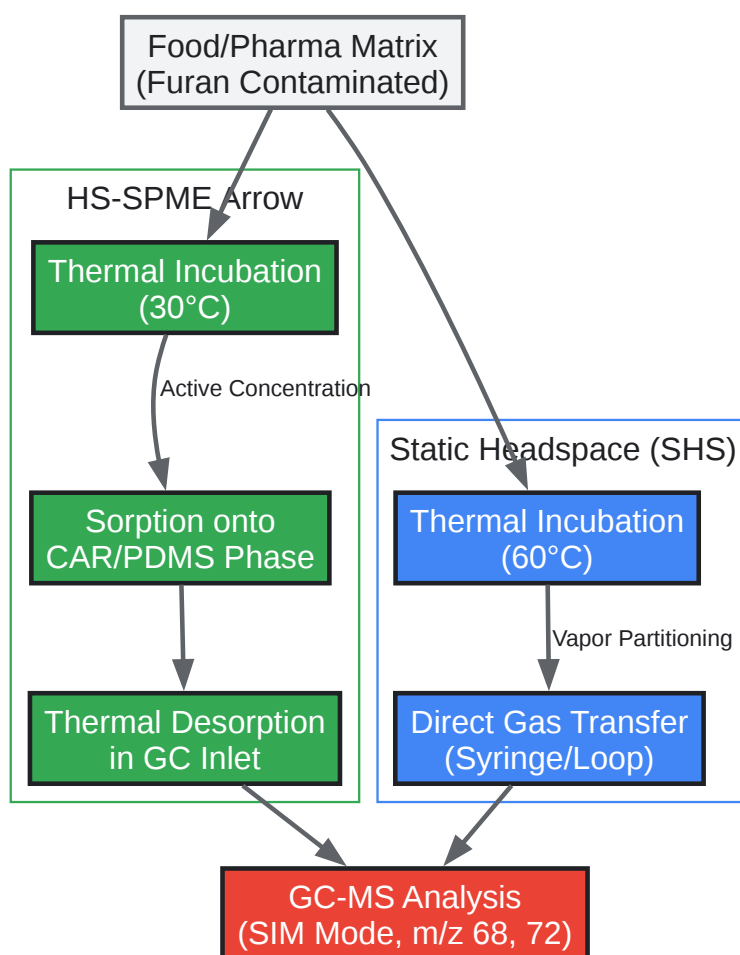 Food/Pharma Matrix
(Furan Contaminated)
HS-SPME Arrow
Thermal Incubation
(30°C)
Active Concentration
Sorption onto
CAR/PDMS Phase
Thermal Desorption
in GC Inlet
Static Headspace (SHS)
Thermal Incubation
(60°C)
Vapor Partitioning
Direct Gas Transfer
(Syringe/Loop)
GC-MS Analysis
(SIM Mode, m/z 68, 72)